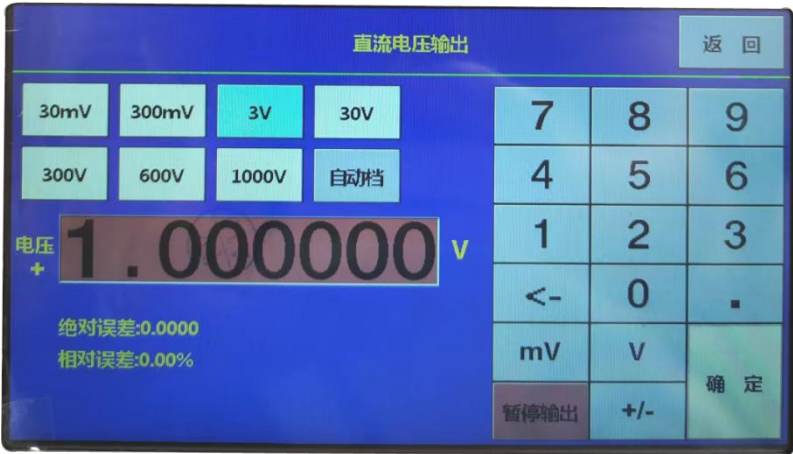 直流电压输出
返 回
30mV 300mV 3V 30V
300V 600V 1000V 自动档
电压
+
1.000000 V
绝对误差:0.0000
相对误差:0.00%
7 8 9
4 5 6
1 2 3
<- 0 .
mV V
确 定
暂停输出 +/-